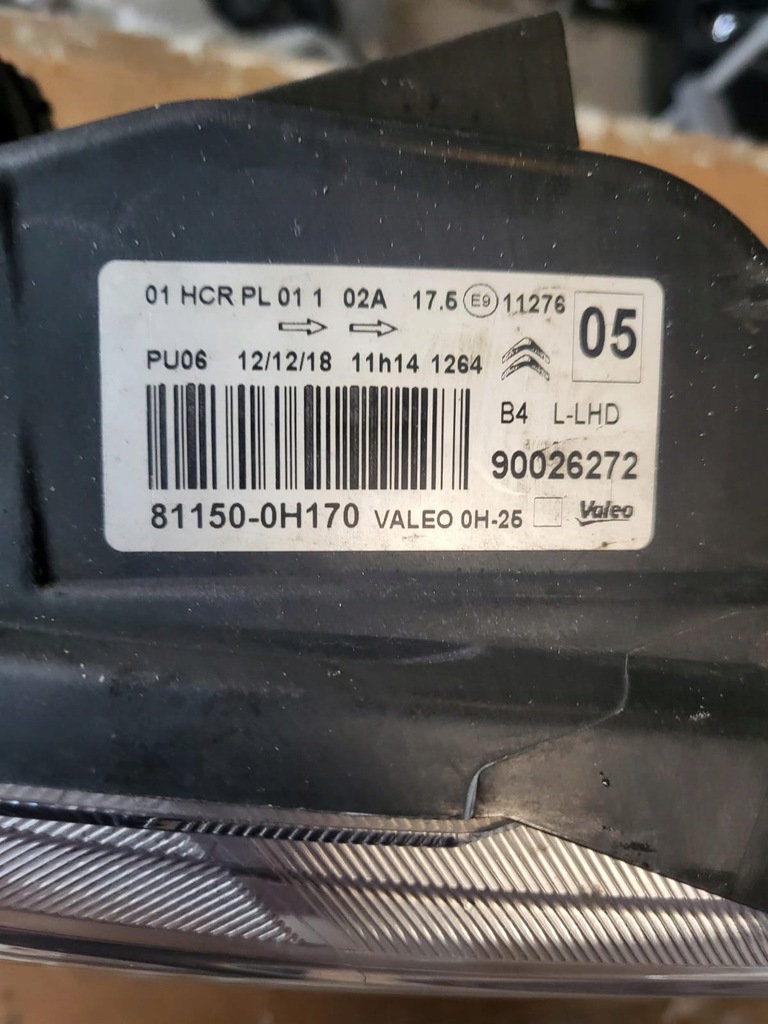 01 HCR PL 01 1 02A 17.5 E9 11276
05
PU06 12/12/18 11h14 1264
B4 L-LHD
90026272
81150-0H170 VALEO 0H-25 Valeo